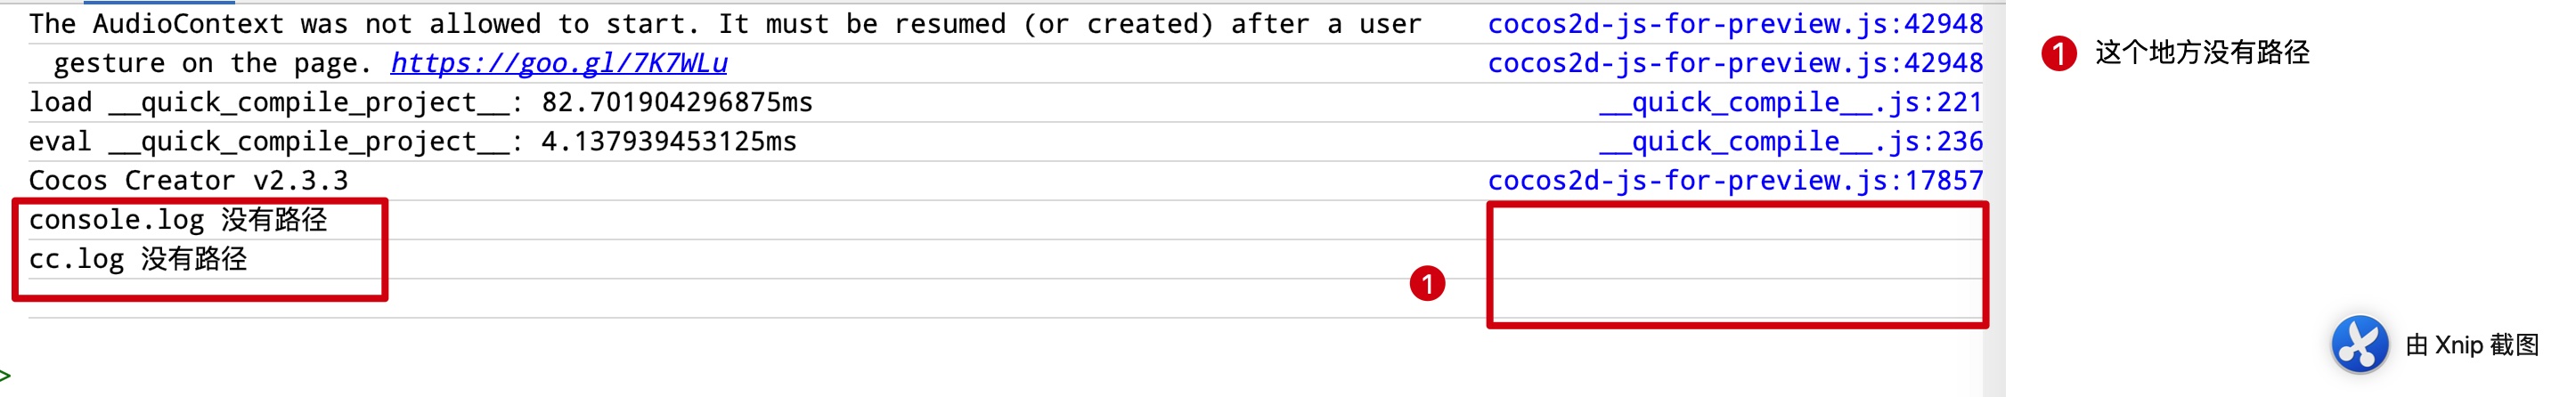 The AudioContext was not allowed to start. It must be resumed (or created) after a user cocos2d-js-for-preview.js:42948
gesture on the page. https://goo.gl/7K7WLu cocos2d-js-for-preview.js:42948
load __quick_compile_project__: 82.701904296875ms __quick_compile__.js:221
eval __quick_compile_project__: 4.137939453125ms __quick_compile__.js:236
Cocos Creator v2.3.3 cocos2d-js-for-preview.js:17857
console.log 没有路径
cc.log 没有路径
1
>
1 这个地方没有路径
由 Xnip 截图